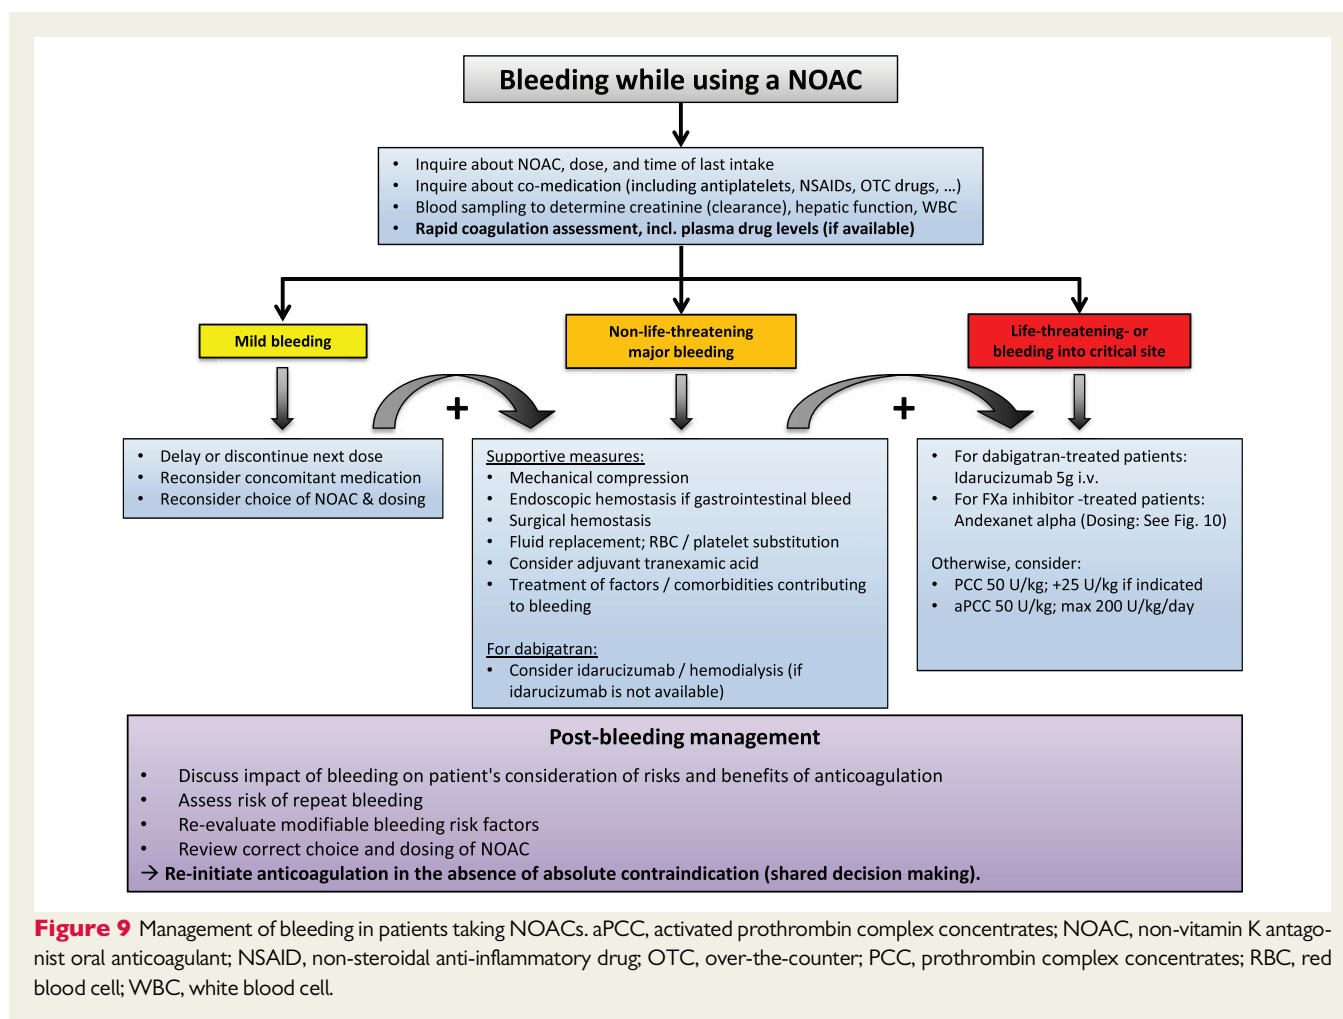 Bleeding while using a NOAC
• Inquire about NOAC, dose, and time of last intake
• Inquire about co-medication (including antiplatelets, NSAIDs, OTC drugs, …)
• Blood sampling to determine creatinine (clearance), hepatic function, WBC
• Rapid coagulation assessment, incl. plasma drug levels (if available)
Mild bleeding
Non-life-threatening
major bleeding
Life-threatening- or
bleeding into critical site
+
+
• Delay or discontinue next dose
• Reconsider concomitant medication
• Reconsider choice of NOAC & dosing
Supportive measures:
• Mechanical compression
• Endoscopic hemostasis if gastrointestinal bleed
• Surgical hemostasis
• Fluid replacement; RBC / platelet substitution
• Consider adjuvant tranexamic acid
• Treatment of factors / comorbidities contributing
to bleeding
For dabigatran:
• Consider idarucizumab / hemodialysis (if
idarucizumab is not available)
• For dabigatran-treated patients:
Idarucizumab 5g i.v.
• For FXa inhibitor -treated patients:
Andexanet alpha (Dosing: See Fig. 10)
Otherwise, consider:
• PCC 50 U/kg; +25 U/kg if indicated
• aPCC 50 U/kg; max 200 U/kg/day
Post-bleeding management
• Discuss impact of bleeding on patient's consideration of risks and benefits of anticoagulation
• Assess risk of repeat bleeding
• Re-evaluate modifiable bleeding risk factors
• Review correct choice and dosing of NOAC
→ Re-initiate anticoagulation in the absence of absolute contraindication (shared decision making).
Figure 9 Management of bleeding in patients taking NOACs. aPCC, activated prothrombin complex concentrates; NOAC, non-vitamin K antago-
nist oral anticoagulant; NSAID, non-steroidal anti-inflammatory drug; OTC, over-the-counter; PCC, prothrombin complex concentrates; RBC, red
blood cell; WBC, white blood cell.